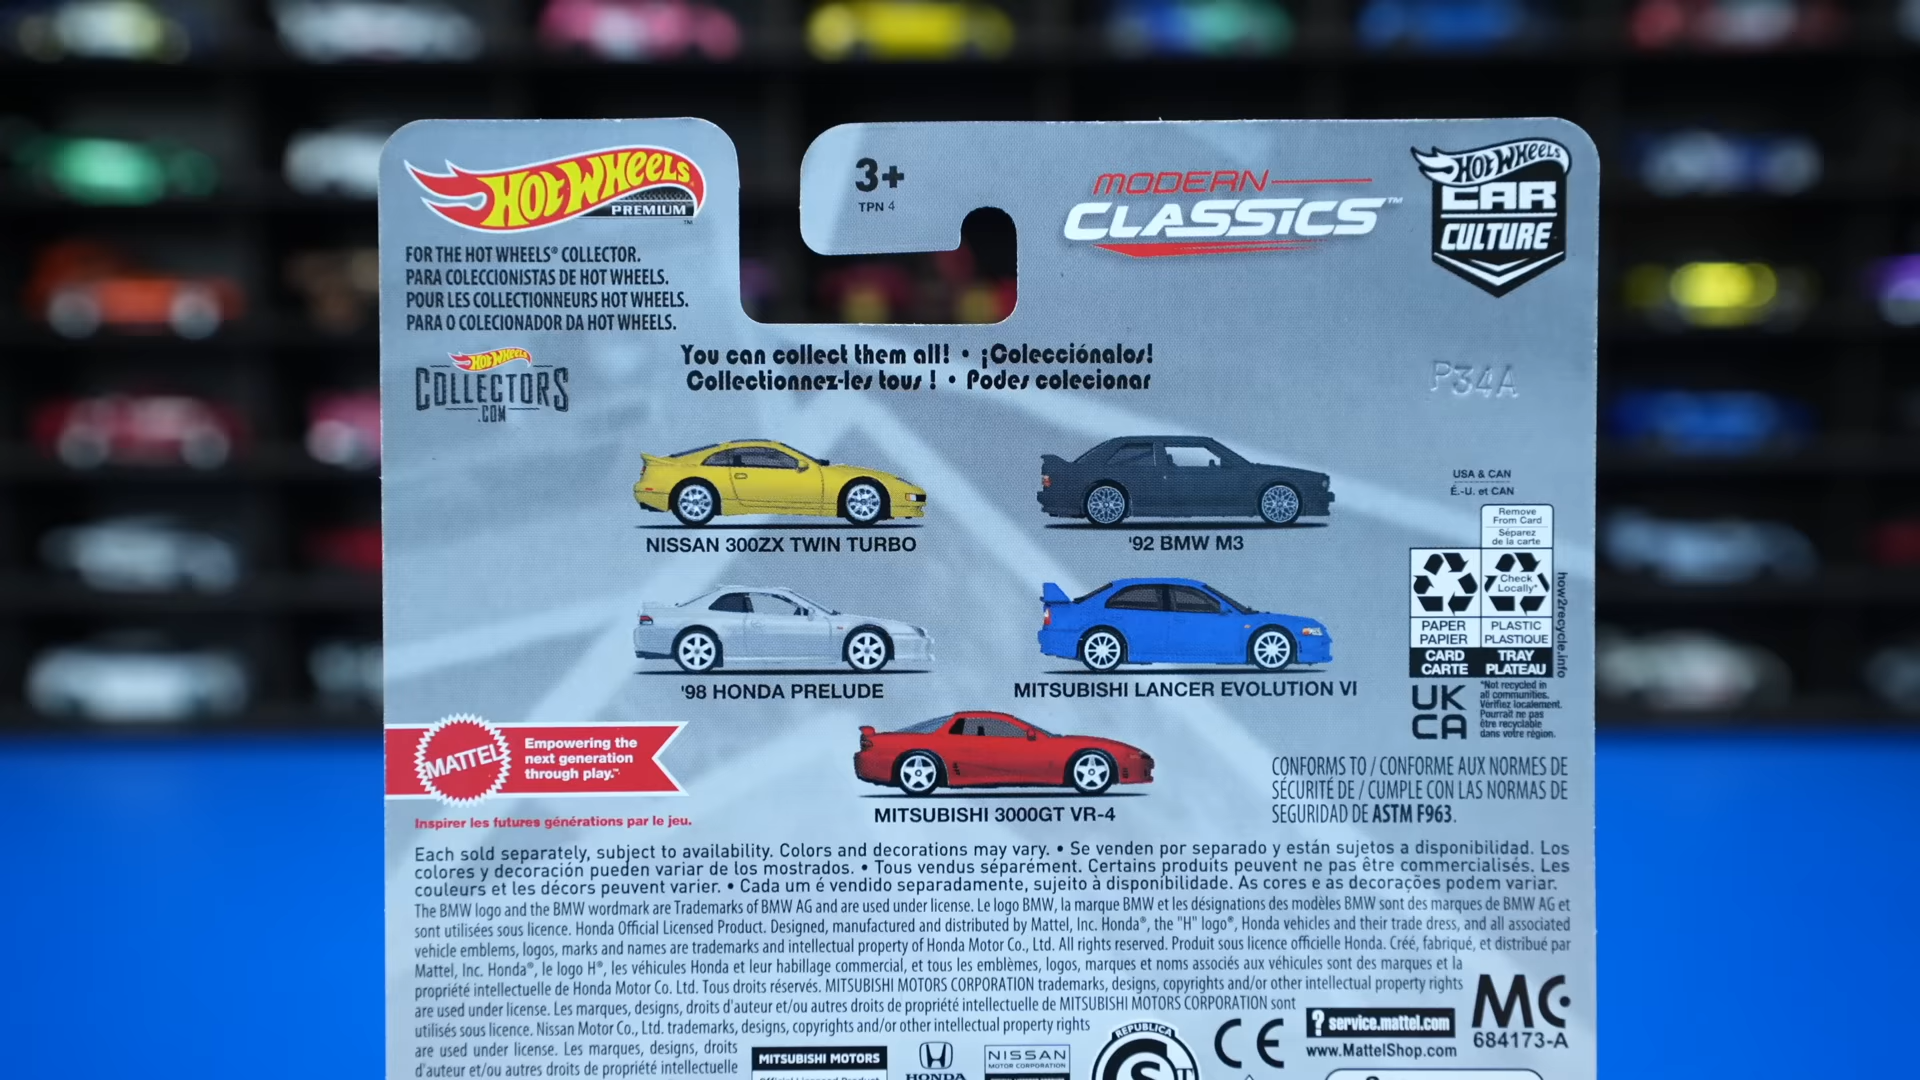 HOT WHEELS
PREMIUM™
FOR THE HOT WHEELS® COLLECTOR.
PARA COLECCIONISTAS DE HOT WHEELS.
POUR LES COLLECTIONNEURS HOT WHEELS.
PARA O COLECIONADOR DA HOT WHEELS.
HOT WHEELS
COLLECTORS
.COM
3+
TPN 4
MODERN
CLASSICS™
HOT WHEELS
CAR
CULTURE
You can collect them all! • ¡Colecciónalos!
Collectionnez-les tous ! • Podes colecionar
P34A
NISSAN 300ZX TWIN TURBO
'92 BMW M3
'98 HONDA PRELUDE
MITSUBISHI LANCER EVOLUTION VI
MITSUBISHI 3000GT VR-4
USA & CAN
É.-U. et CAN
Remove
From Card
Séparez
de la carte
Check
Locally*
PAPER
PAPIER
PLASTIC
PLASTIQUE
CARD
CARTE
TRAY
PLATEAU
how2recycle.info
UK
CA
*Not recycled in
all communities.
Vérifiez localement.
Pourrait ne pas
être recyclable
dans votre région.
MATTEL
Empowering the
next generation
through play.™
Inspirer les futures générations par le jeu.
CONFORMS TO / CONFORME AUX NORMES DE
SÉCURITÉ DE / CUMPLE CON LAS NORMAS DE
SEGURIDAD DE ASTM F963.
Each sold separately, subject to availability. Colors and decorations may vary. • Se venden por separado y están sujetos a disponibilidad. Los
colores y decoración pueden variar de los mostrados. • Tous vendus séparément. Certains produits peuvent ne pas être commercialisés. Les
couleurs et les décors peuvent varier. • Cada um é vendido separadamente, sujeito à disponibilidade. As cores e as decorações podem variar.
The BMW logo and the BMW wordmark are Trademarks of BMW AG and are used under license. Le logo BMW, la marque BMW et les désignations des modèles BMW sont des marques de BMW AG et
sont utilisées sous licence. Honda Official Licensed Product. Designed, manufactured and distributed by Mattel, Inc. Honda®, the "H" logo®, Honda vehicles and their trade dress, and all associated
vehicle emblems, logos, marks and names are trademarks and intellectual property of Honda Motor Co., Ltd. All rights reserved. Produit sous licence officielle Honda. Créé, fabriqué, et distribué par
Mattel, Inc. Honda®, le logo H®, les véhicules Honda et leur habillage commercial, et tous les emblèmes, logos, marques et noms associés aux véhicules sont des marques et la
propriété intellectuelle de Honda Motor Co., Ltd. Tous droits réservés. MITSUBISHI MOTORS CORPORATION trademarks, designs, copyrights and/or other intellectual property rights
are used under license. Les marques, designs, droits d'auteur et/ou autres droits de propriété intellectuelle de MITSUBISHI MOTORS CORPORATION sont
utilisés sous licence. Nissan Motor Co., Ltd. trademarks, designs, copyrights and/or other intellectual property rights
are used under license. Les marques, designs, droits
d'auteur et/ou autres droits de propriété intellectuelle
MITSUBISHI MOTORS
Official Licensed Product
HONDA
NISSAN
MOTOR CORPORATION
REPUBLICA
S
CE
? service.mattel.com
www.MattelShop.com
MC
684173-A